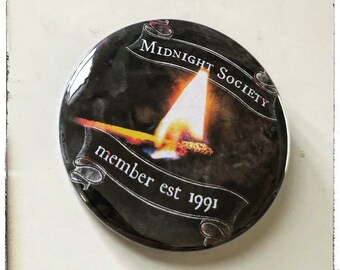 Midnight Society
member est 1991